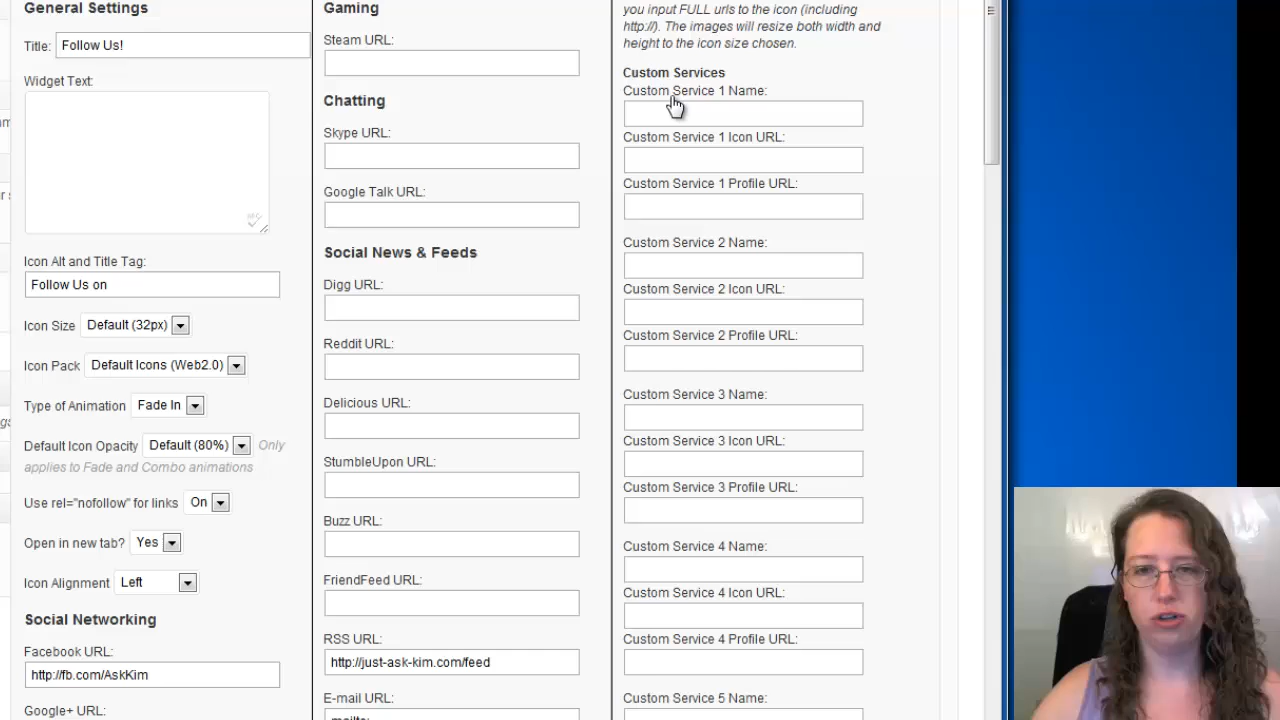 General Settings
Title: Follow Us!
Widget Text:
Icon Alt and Title Tag:
Follow Us on
Icon Size Default (32px)
Icon Pack Default Icons (Web2.0)
Type of Animation Fade In
Default Icon Opacity Default (80%) Only
applies to Fade and Combo animations
Use rel="nofollow" for links On
Open in new tab? Yes
Icon Alignment Left
Social Networking
Facebook URL:
http://fb.com/AskKim
Google+ URL:
Gaming
Steam URL:
Chatting
Skype URL:
Google Talk URL:
Social News & Feeds
Digg URL:
Reddit URL:
Delicious URL:
StumbleUpon URL:
Buzz URL:
FriendFeed URL:
RSS URL:
http://just-ask-kim.com/feed
E-mail URL:
you input FULL urls to the icon (including
http://). The images will resize both width and
height to the icon size chosen.
Custom Services
Custom Service 1 Name:
Custom Service 1 Icon URL:
Custom Service 1 Profile URL:
Custom Service 2 Name:
Custom Service 2 Icon URL:
Custom Service 2 Profile URL:
Custom Service 3 Name:
Custom Service 3 Icon URL:
Custom Service 3 Profile URL:
Custom Service 4 Name:
Custom Service 4 Icon URL:
Custom Service 4 Profile URL:
Custom Service 5 Name: